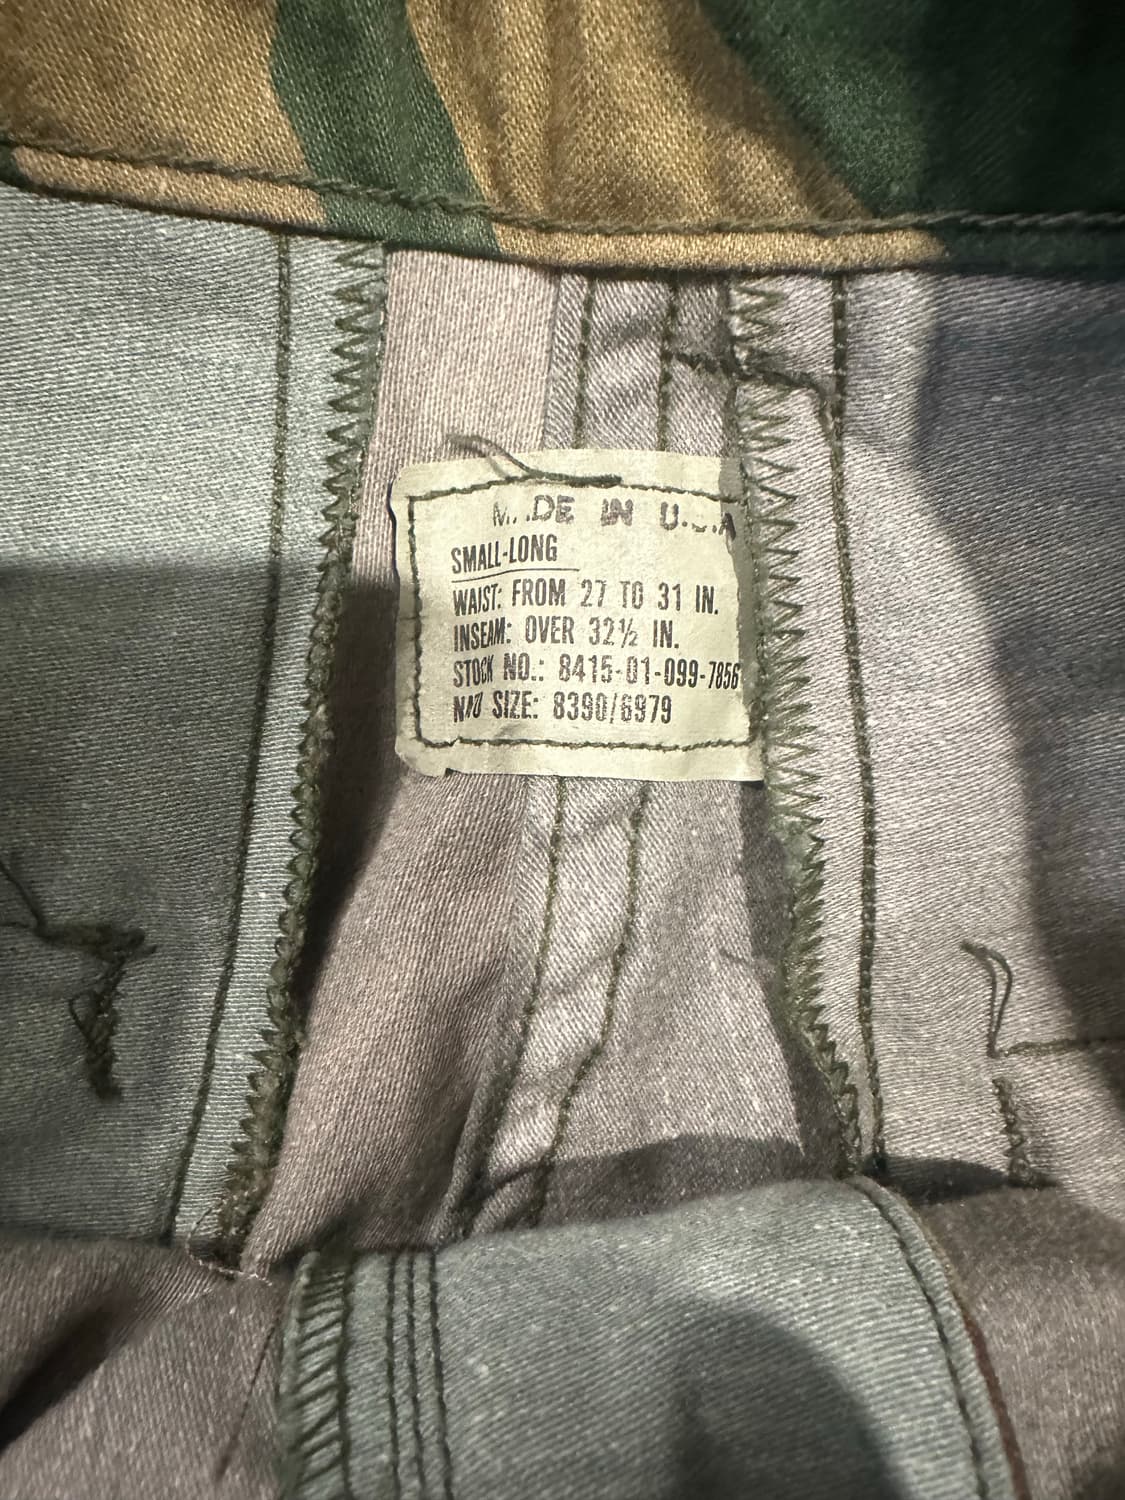 MADE IN U.S.A
SMALL-LONG
WAIST: FROM 27 TO 31 IN.
INSEAM: OVER 32½ IN.
STOCK NO.: 8415-01-099-7856
SIZE: 8390/6979